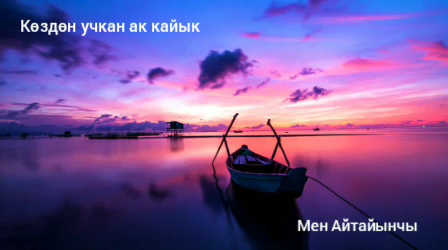 Көздөн учкан ак кайык
Мен Айтайынчы